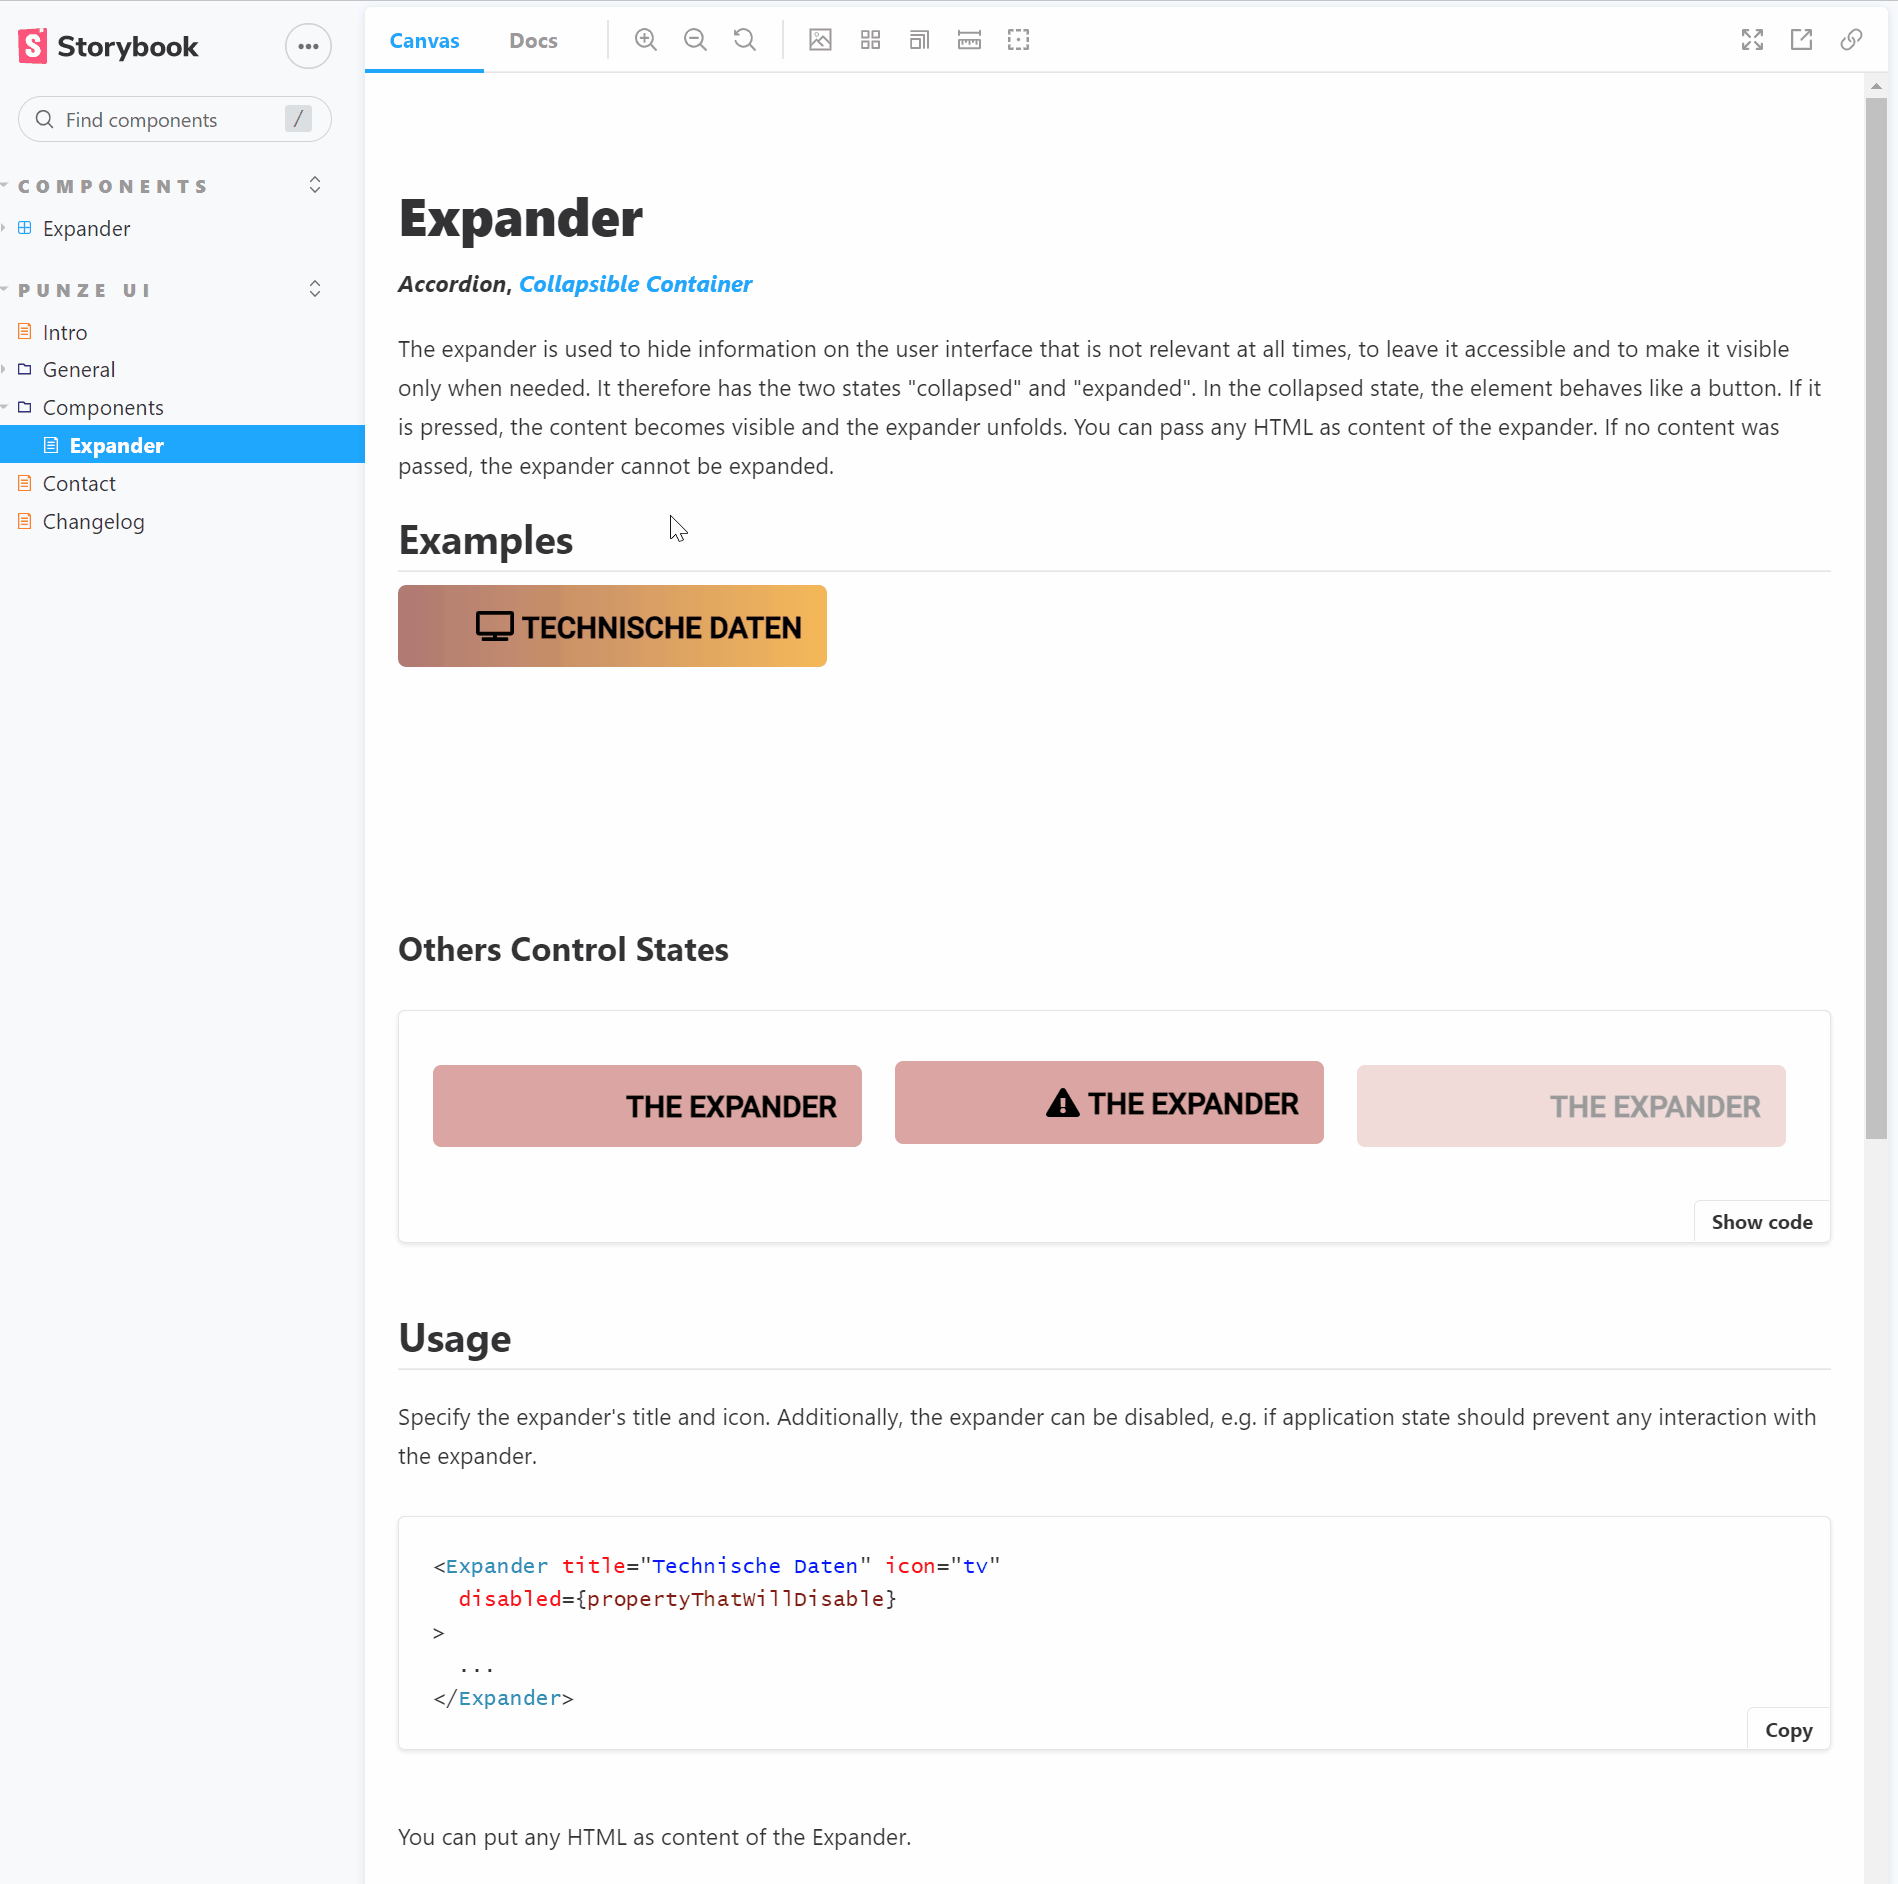 Storybook
Find components
/
COMPONENTS
Expander
PUNZE UI
Intro
General
Components
Expander
Contact
Changelog
Canvas
Docs
Expander
Accordion, Collapsible Container
The expander is used to hide information on the user interface that is not relevant at all times, to leave it accessible and to make it visible
only when needed. It therefore has the two states "collapsed" and "expanded". In the collapsed state, the element behaves like a button. If it
is pressed, the content becomes visible and the expander unfolds. You can pass any HTML as content of the expander. If no content was
passed, the expander cannot be expanded.
Examples
TECHNISCHE DATEN
Others Control States
THE EXPANDER
THE EXPANDER
THE EXPANDER
Show code
Usage
Specify the expander's title and icon. Additionally, the expander can be disabled, e.g. if application state should prevent any interaction with
the expander.
<Expander title="Technische Daten" icon="tv"
disabled={propertyThatWillDisable}
>
...
</Expander>
Copy
You can put any HTML as content of the Expander.